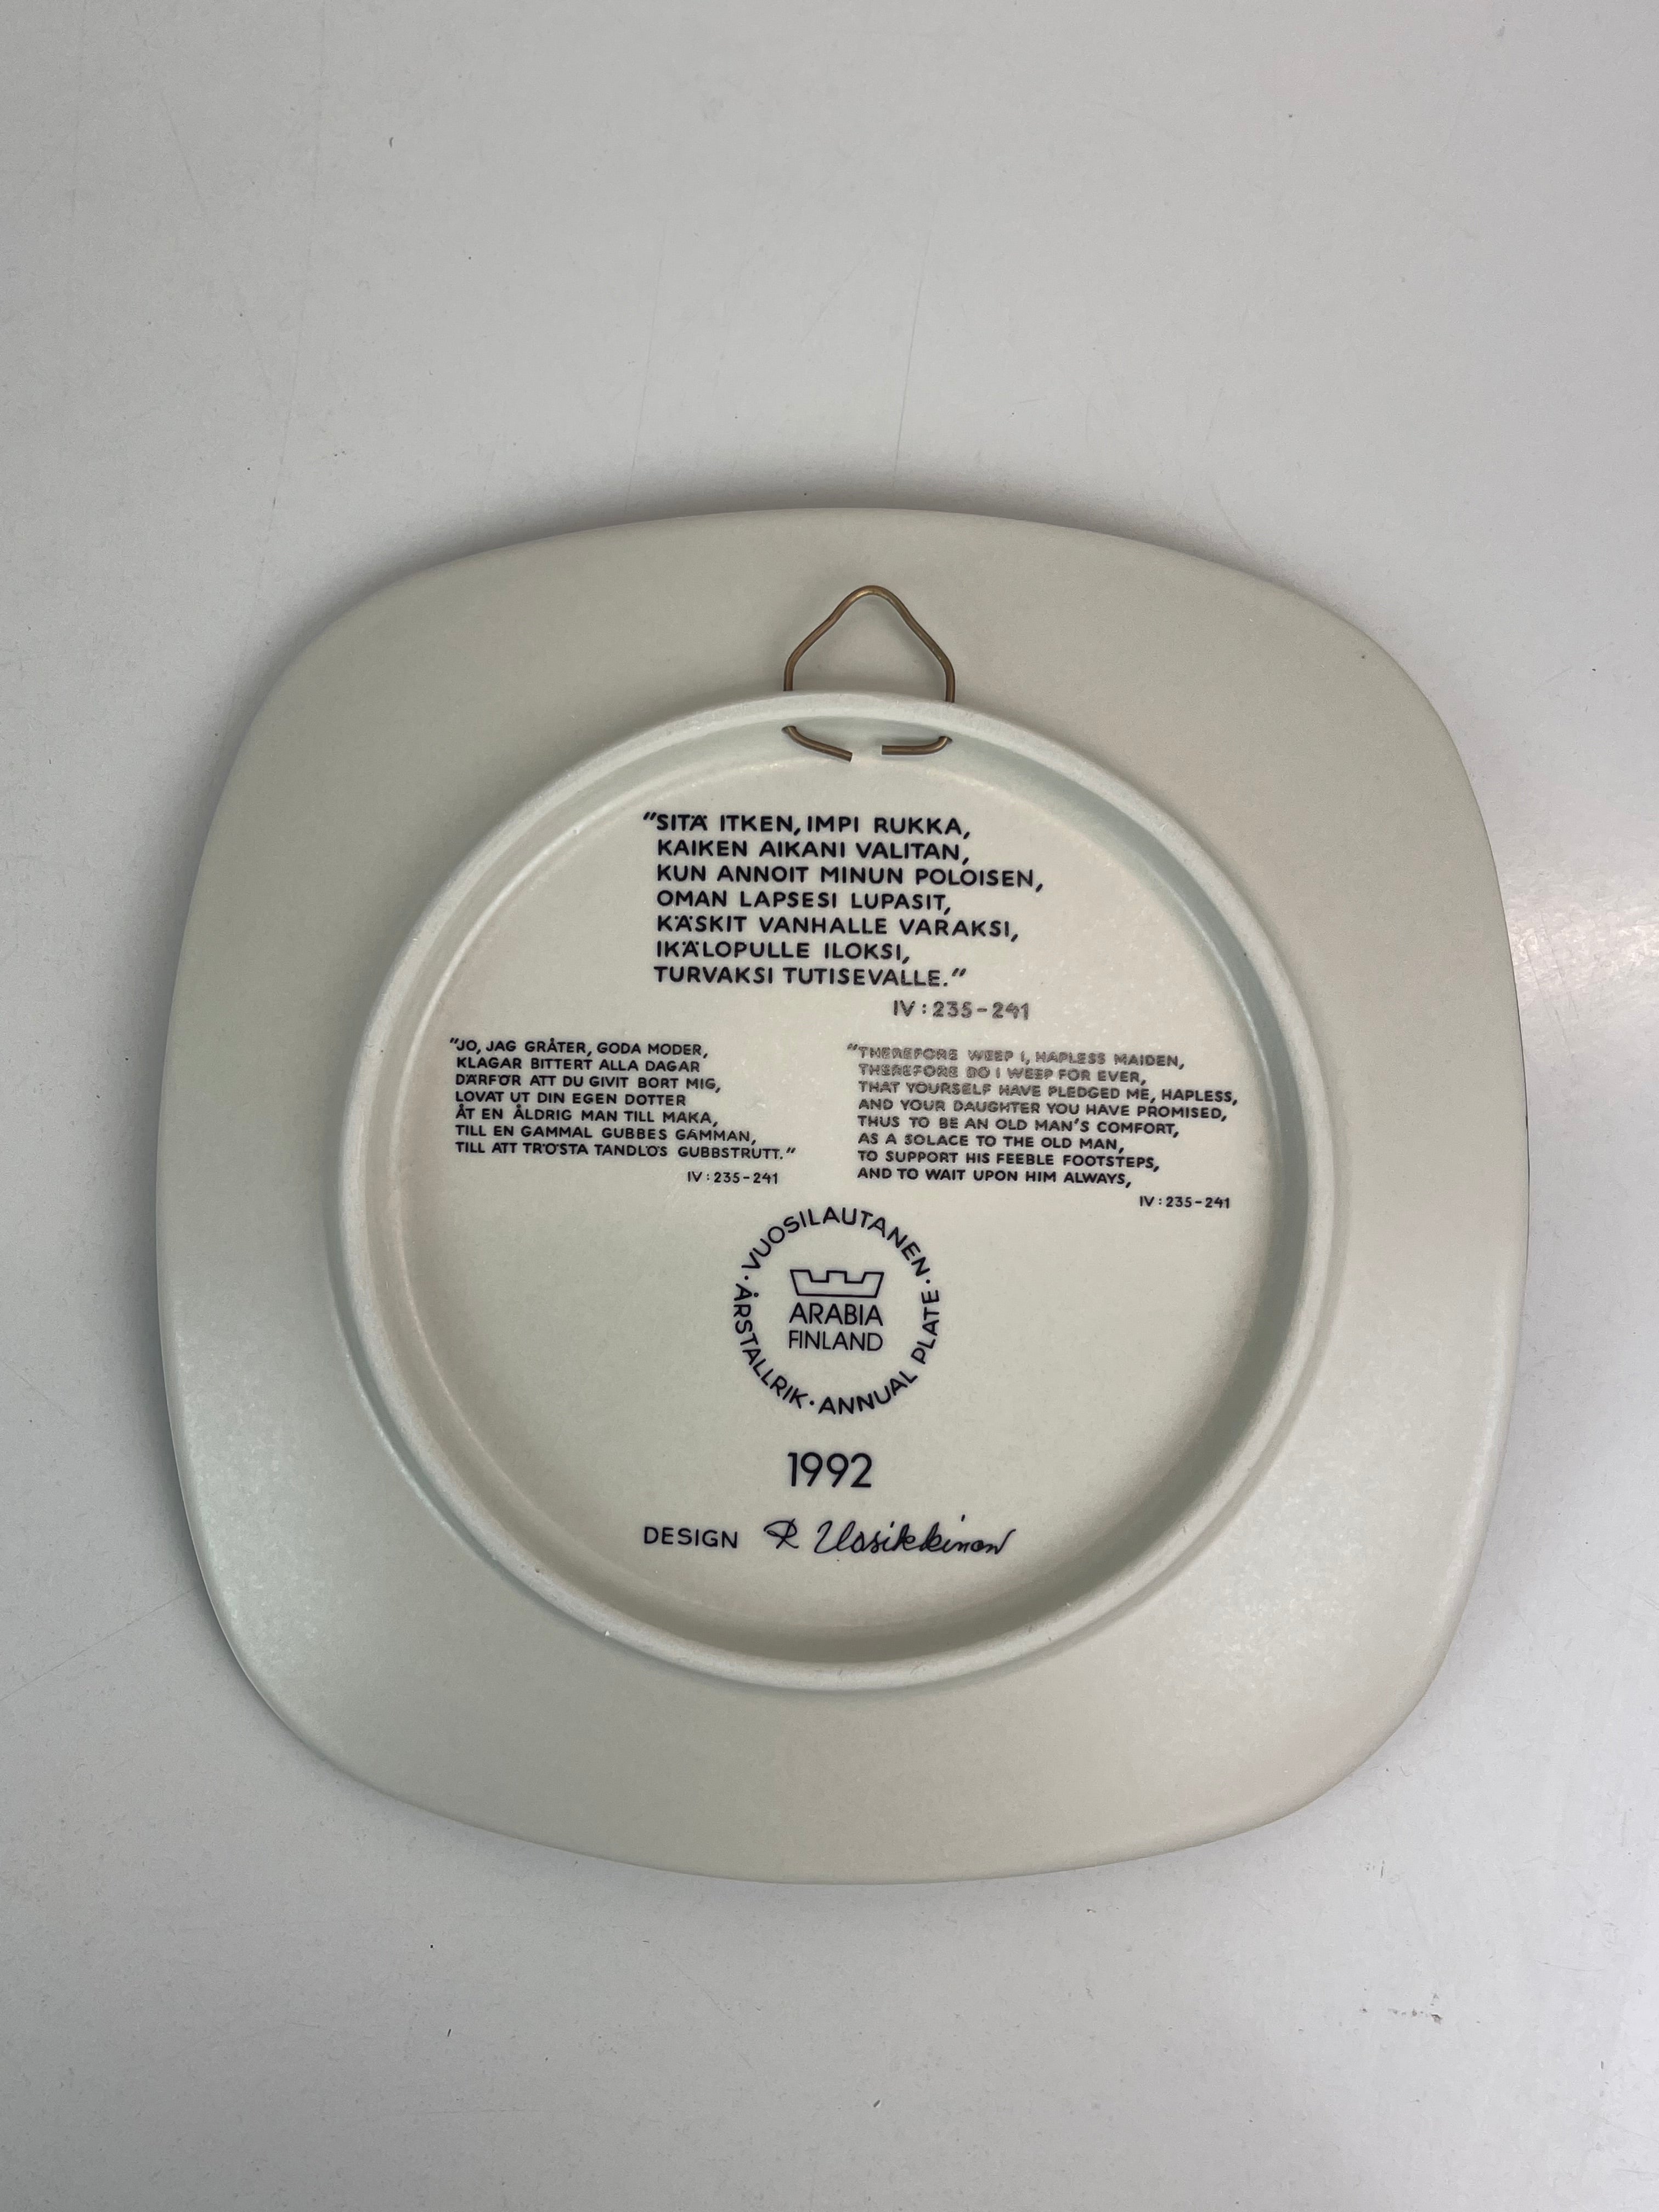 "SITÄ ITKEN, IMPI RUKKA,
KAIKEN AIKANI VALITAN,
KUN ANNOIT MINUN POLOISEN,
OMAN LAPSESI LUPASIT,
KÄSKIT VANHALLE VARAKSI,
IKÄLOPULLE ILOKSI,
TURVAKSI TUTISEVALLE."
IV:235-241
"JO, JAG GRÅTER, GODA MODER,
KLAGAR BITTERT ALLA DAGAR
DÄRFÖR ATT DU GIVIT BORT MIG,
LOVAT UT DIN EGEN DOTTER
ÅT EN ÅLDRIG MAN TILL MAKA,
TILL EN GAMMAL GUBBES GAMMAN,
TILL ATT TRÖSTA TANDLÖS GUBBSTRUTT."
IV:235-241
"THEREFORE WEEP I, HAPLESS MAIDEN,
THEREFORE DO I WEEP FOR EVER,
THAT YOURSELF HAVE PLEDGED ME, HAPLESS,
AND YOUR DAUGHTER YOU HAVE PROMISED,
THUS TO BE AN OLD MAN'S COMFORT,
AS A SOLACE TO THE OLD MAN,
TO SUPPORT HIS FEEBLE FOOTSTEPS,
AND TO WAIT UPON HIM ALWAYS,
IV:235-241
·VUOSILAUTANEN·
ANNUAL PLATE
ÅRSTALLRIK·
ARABIA
FINLAND
1992
DESIGN R Uosikkinen